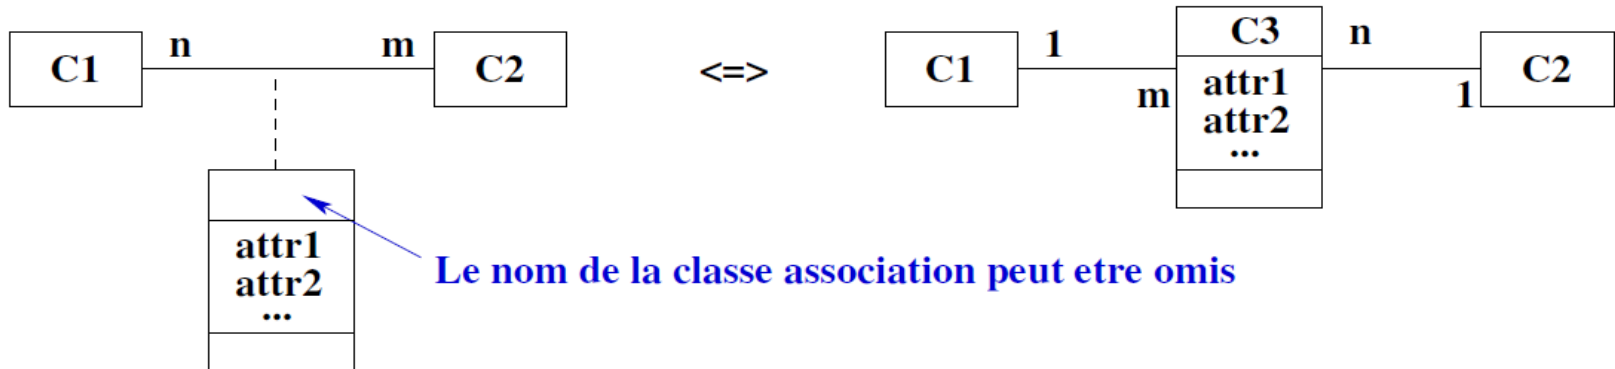 C1 n m C2 <=> C1 1 m C3 n 1 C2
attr1
attr2
...
attr1
attr2
...
Le nom de la classe association peut etre omis